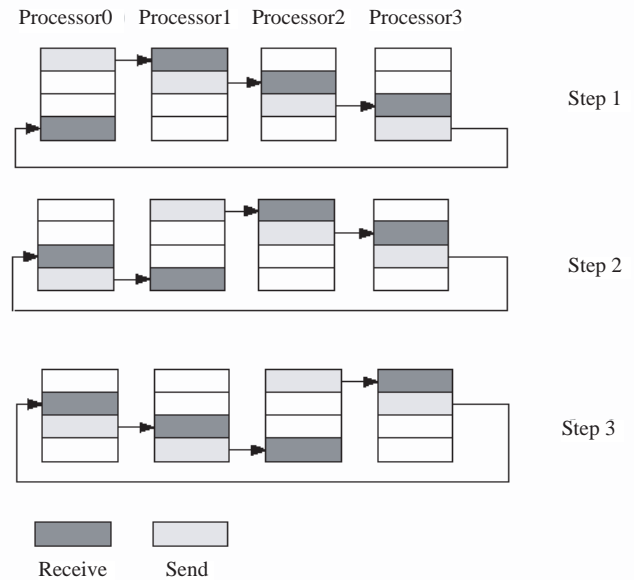 Processor0 Processor1 Processor2 Processor3
Step 1
Step 2
Step 3
Receive Send